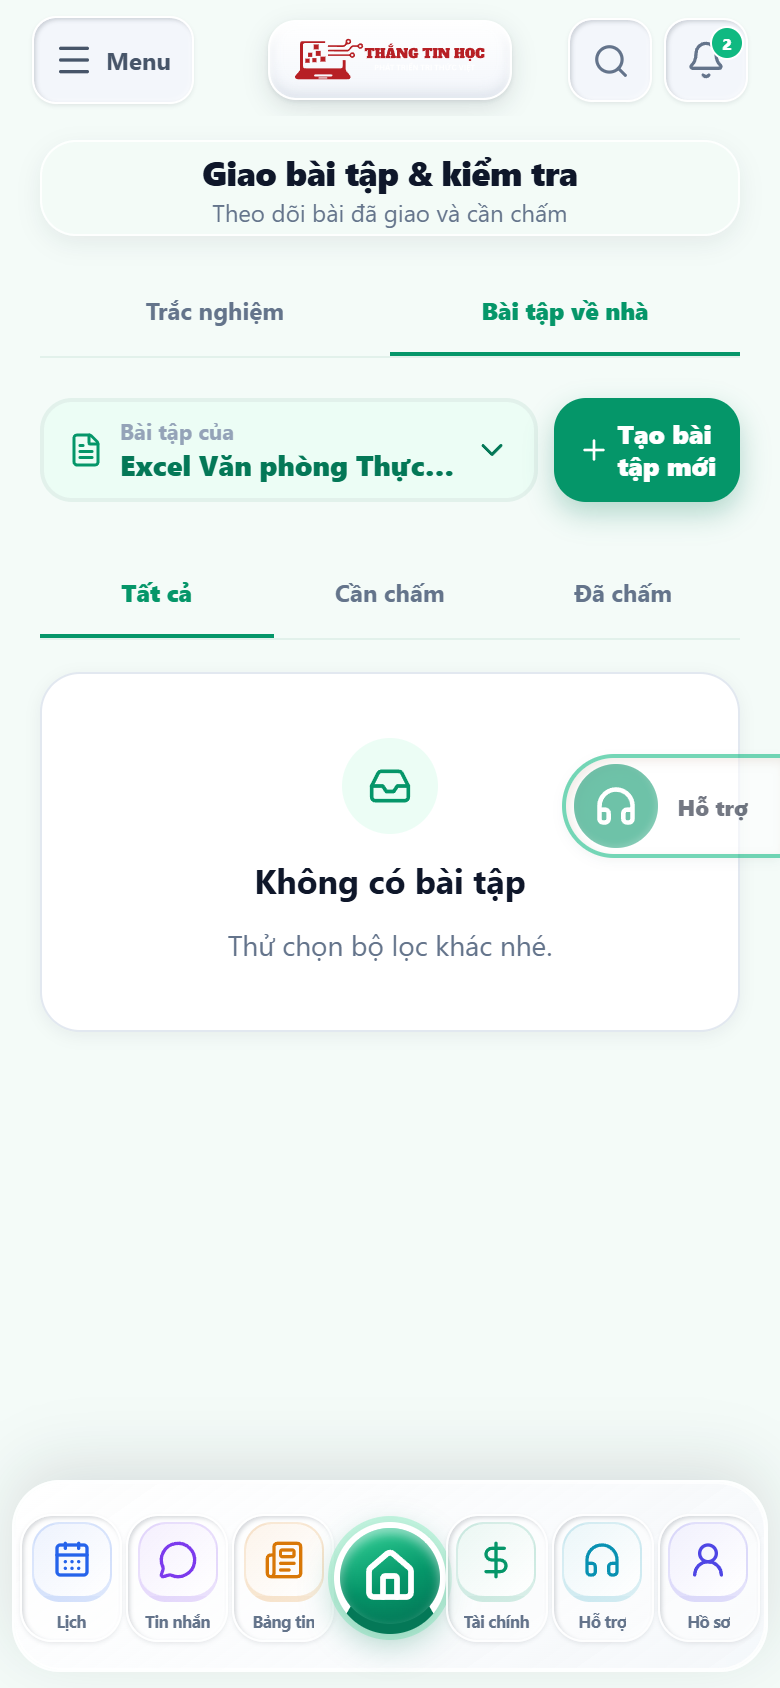 Menu
THẮNG TIN HỌC
2
Giao bài tập & kiểm tra
Theo dõi bài đã giao và cần chấm
Trắc nghiệm
Bài tập về nhà
Bài tập của
Excel Văn phòng Thực...
Tạo bài
tập mới
Tất cả
Cần chấm
Đã chấm
Hỗ trợ
Không có bài tập
Thử chọn bộ lọc khác nhé.
Lịch
Tin nhắn
Bảng tin
Tài chính
Hỗ trợ
Hồ sơ